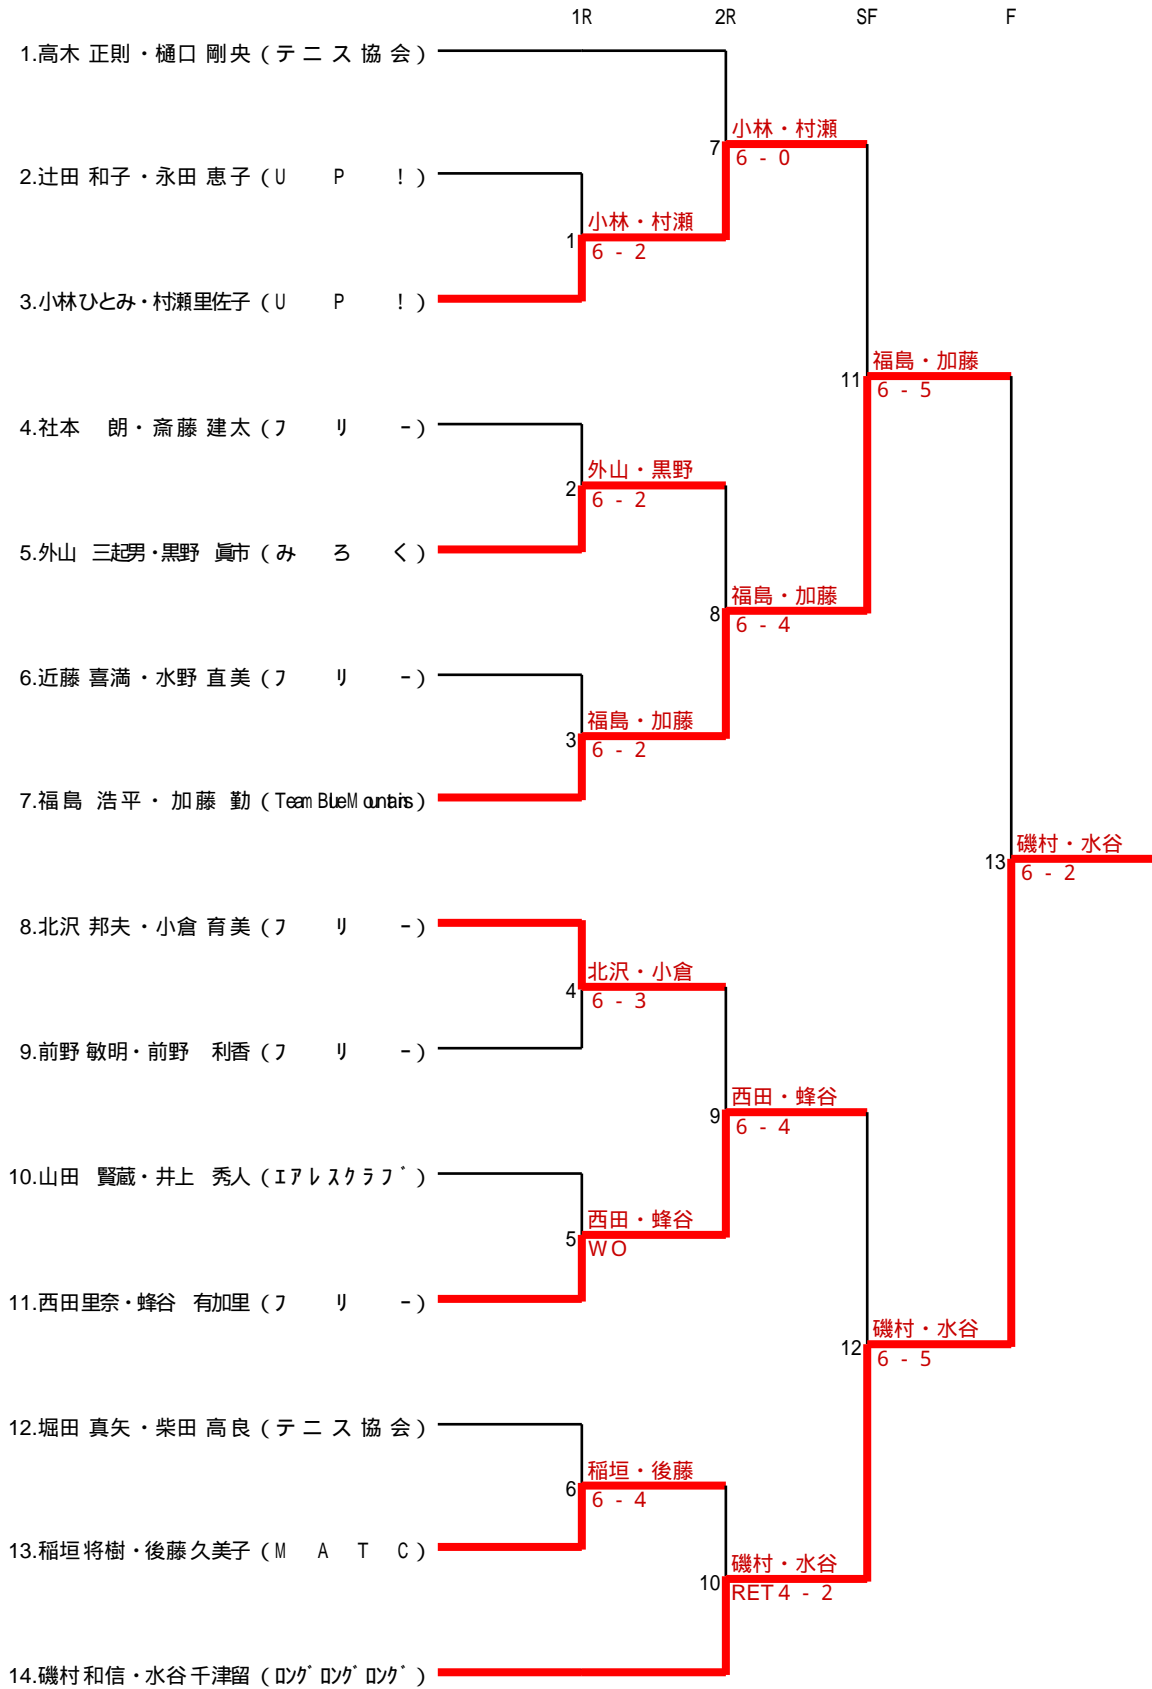 1R 2R SF F
1.高木 正則・樋口 剛央 (テニス協会)
小林・村瀬
7
6 - 0
2.辻田 和子・永田 恵子 (U P !)
小林・村瀬
1
6 - 2
3.小林ひとみ・村瀬里佐子 (U P !)
福島・加藤
11
6 - 5
4.社本 朗・斎藤 建太 (フリー)
外山・黒野
2
6 - 2
5.外山 三起男・黒野 眞市 (みろく)
福島・加藤
8
6 - 4
6.近藤 喜満・水野 直美 (フリー)
福島・加藤
3
6 - 2
7.福島 浩平・加藤 勤 (Team BlueMountains)
磯村・水谷
13
6 - 2
8.北沢 邦夫・小倉 育美 (フリー)
北沢・小倉
4
6 - 3
9.前野 敏明・前野 利香 (フリー)
西田・蜂谷
9
6 - 4
10.山田 賢蔵・井上 秀人 (エアレスクラブ)
西田・蜂谷
5
WO
11.西田里奈・蜂谷 有加里 (フリー)
磯村・水谷
12
6 - 5
12.堀田 真矢・柴田 高良 (テニス協会)
稲垣・後藤
6
6 - 4
13.稲垣将樹・後藤久美子 (M A T C)
磯村・水谷
10
RET 4 - 2
14.磯村和信・水谷千津留 (ロングロングロング)